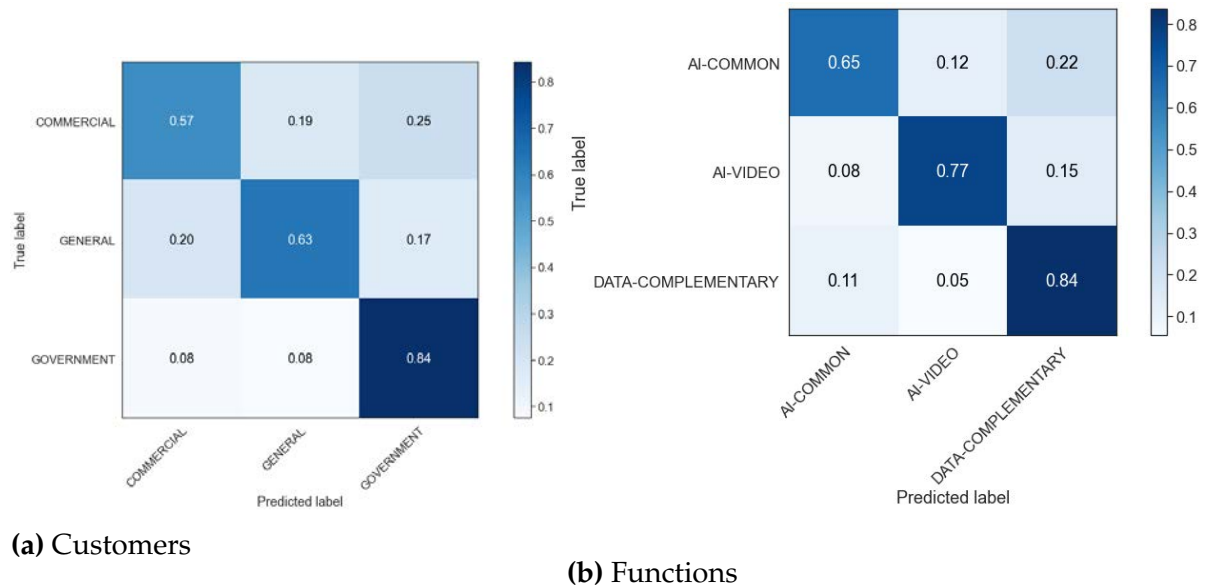 COMMERCIAL 0.57 0.19 0.25
GENERAL 0.20 0.63 0.17
GOVERNMENT 0.08 0.08 0.84
COMMERCIAL
GENERAL
GOVERNMENT
Predicted label
True label
0.8
0.7
0.6
0.5
0.4
0.3
0.2
0.1
(a) Customers
AI-COMMON 0.65 0.12 0.22
AI-VIDEO 0.08 0.77 0.15
DATA-COMPLEMENTARY 0.11 0.05 0.84
AI-COMMON
AI-VIDEO
DATA-COMPLEMENTARY
Predicted label
True label
0.8
0.7
0.6
0.5
0.4
0.3
0.2
0.1
(b) Functions